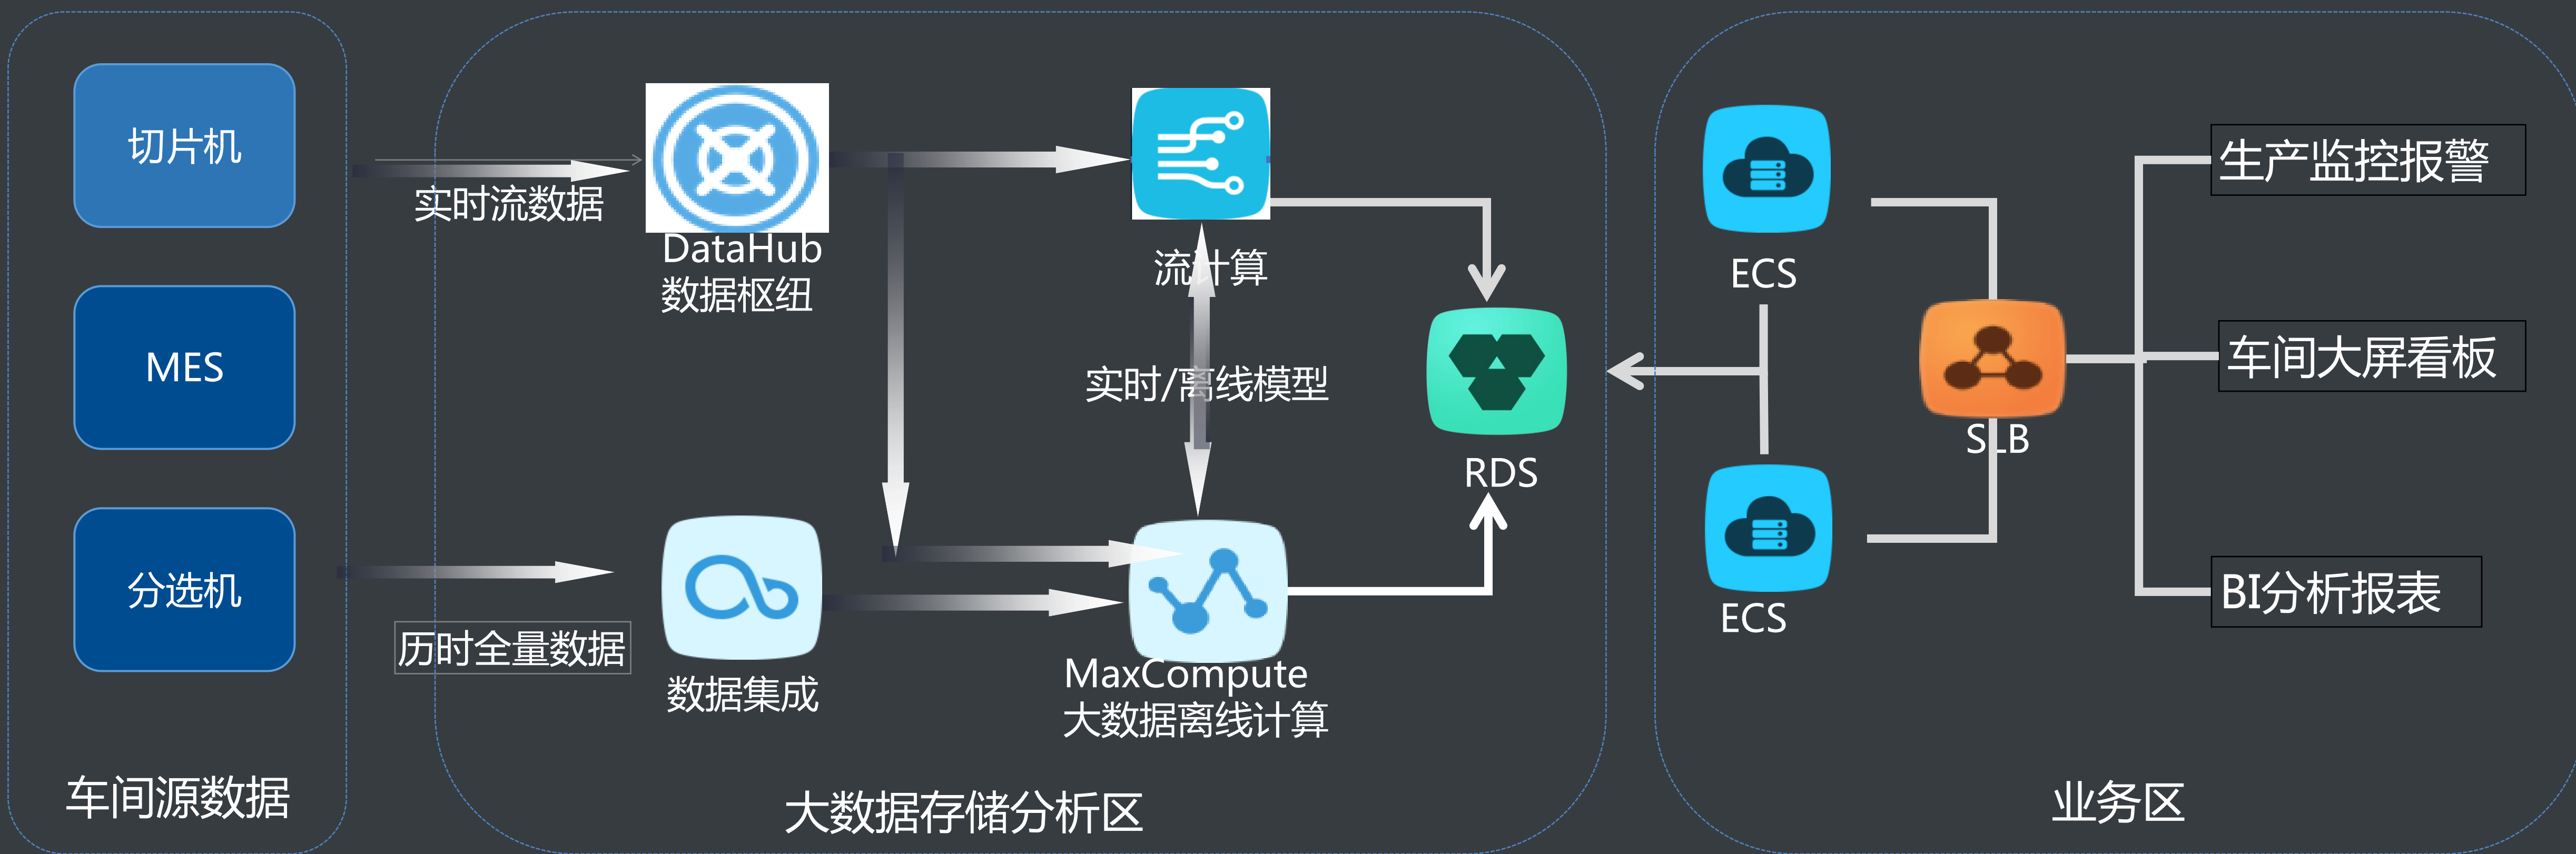 切片机
MES
分选机
车间源数据
实时流数据
历时全量数据
DataHub
数据枢纽
数据集成
流计算
实时/离线模型
MaxCompute
大数据离线计算
RDS
大数据存储分析区
ECS
ECS
SLB
生产监控报警
车间大屏看板
BI分析报表
业务区